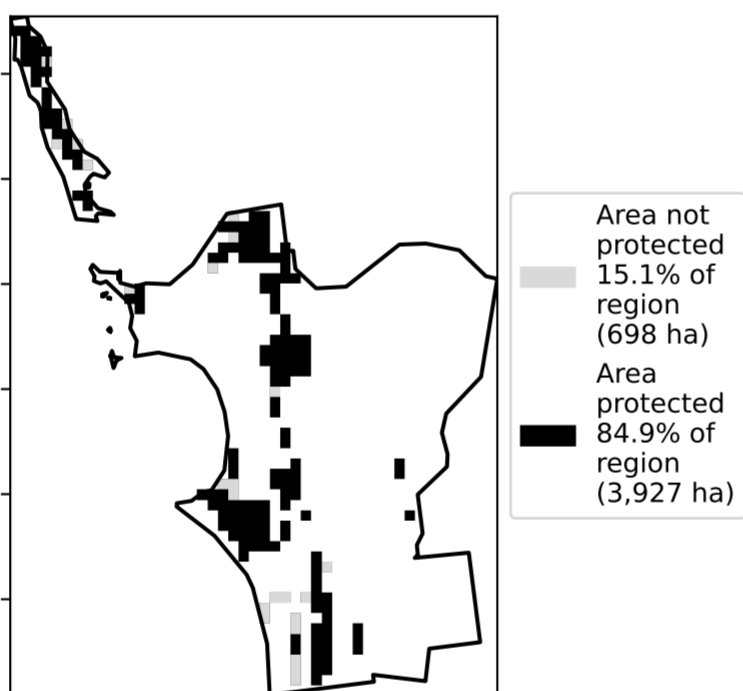 Area not
protected
15.1% of
region
(698 ha)
Area
protected
84.9% of
region
(3,927 ha)